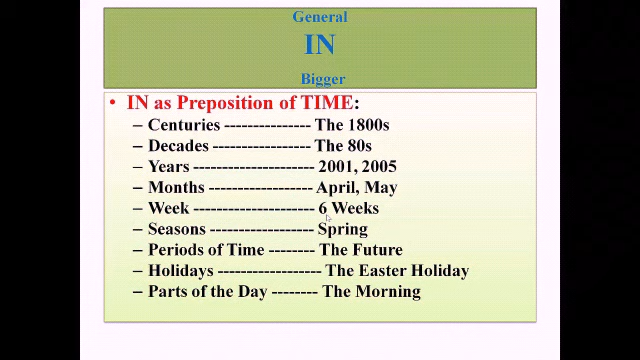 General
IN
Bigger
• IN as Preposition of TIME:
– Centuries --------------- The 1800s
– Decades ----------------- The 80s
– Years --------------------- 2001, 2005
– Months ------------------ April, May
– Week --------------------- 6 Weeks
– Seasons ------------------ Spring
– Periods of Time -------- The Future
– Holidays ------------------ The Easter Holiday
– Parts of the Day -------- The Morning